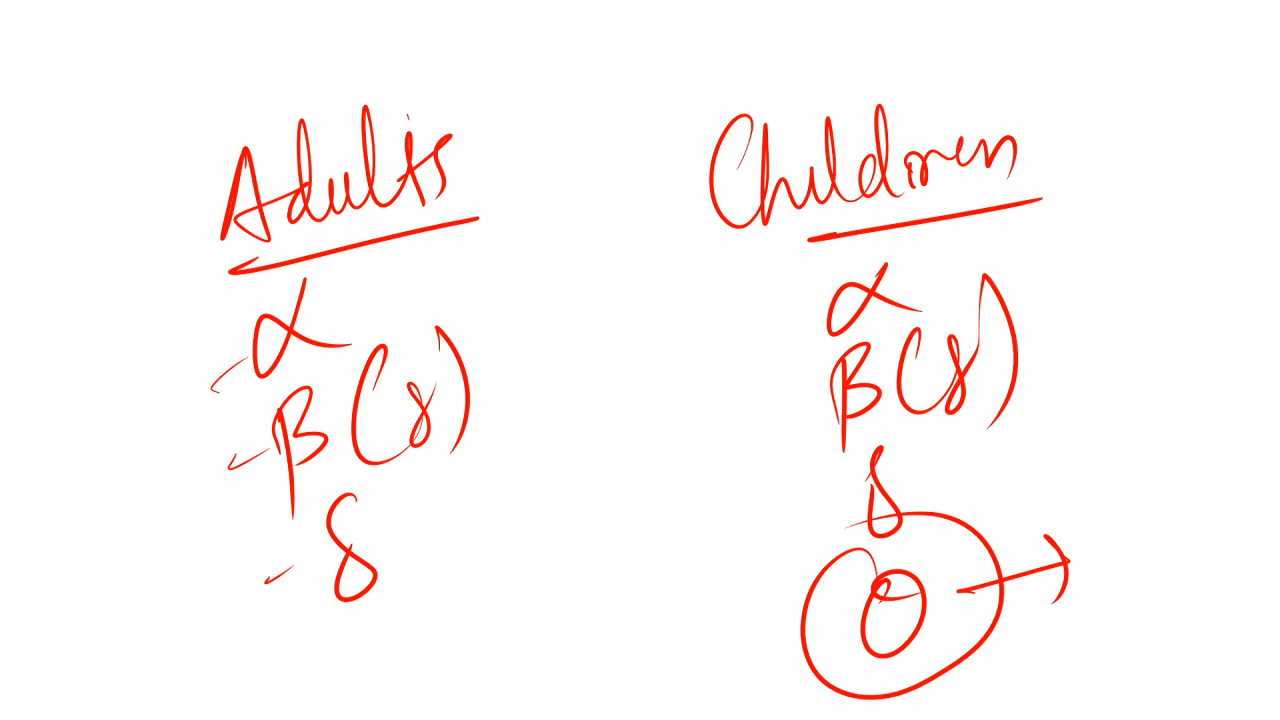 Adults
α
β (γ)
δ
Children
α
β (γ)
δ